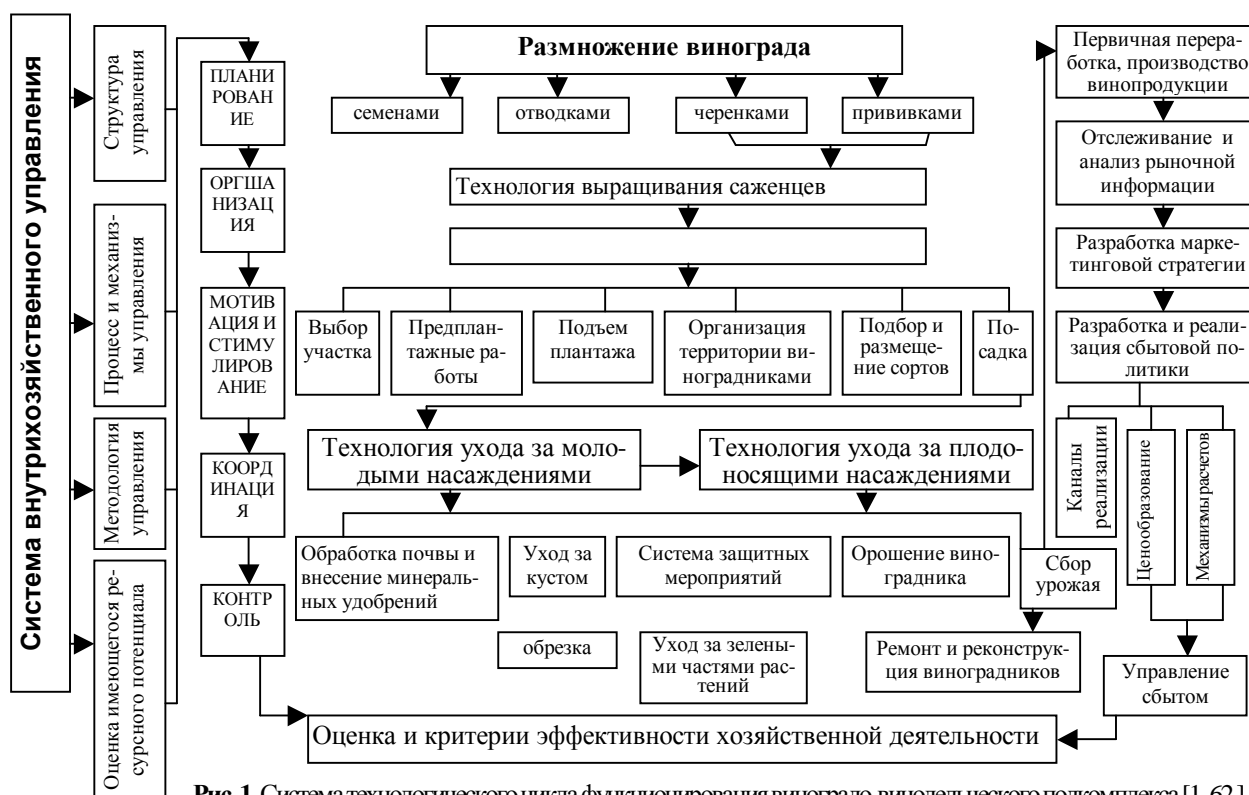 Система внутрихозяйственного управления
Структура
управления
Процесс и механиз-
мы управления
Методология
управления
Оценка имеющегося ре-
сурсного потенциала
ПЛАНИ
РОВАН
ИЕ
ОРГША
НИЗАЦ
ИЯ
МОТИВ
АЦИЯ И
СТИМУ
ЛИРОВ
АНИЕ
КООРД
ИНАЦИ
Я
КОНТР
ОЛЬ
Размножение винограда
семенами
отводками
черенками
прививками
Технология выращивания саженцев
Выбор
участка
Предплан-
тажные ра-
боты
Подъем
плантажа
Организация
территории ви-
ноградниками
Подбор и
размеще-
ние сортов
По-
садка
Технология ухода за моло-
дыми насаждениями
Технология ухода за плодо-
носящими насаждениями
Обработка почвы и
внесение минераль-
ных удобрений
Уход за
кустом
Система защитных
мероприятий
Орошение вино-
градника
Сбор
урожая
обрезка
Уход за зелены-
ми частями рас-
тений
Ремонт и реконструк-
ция виноградников
Первичная перера-
ботка, производство
винопродукции
Отслеживание и
анализ рыночной
информации
Разработка марке-
тинговой стратегии
Разработка и реали-
зация сбытовой по-
литики
Каналы
реализации
Ценообразование
Механизмы расчетов
Управление
сбытом
Оценка и критерии эффективности хозяйственной деятельности
Рис. 1. Система технологического цикла функционирования виноградо-винодельческого подкомплекса [1, 62]